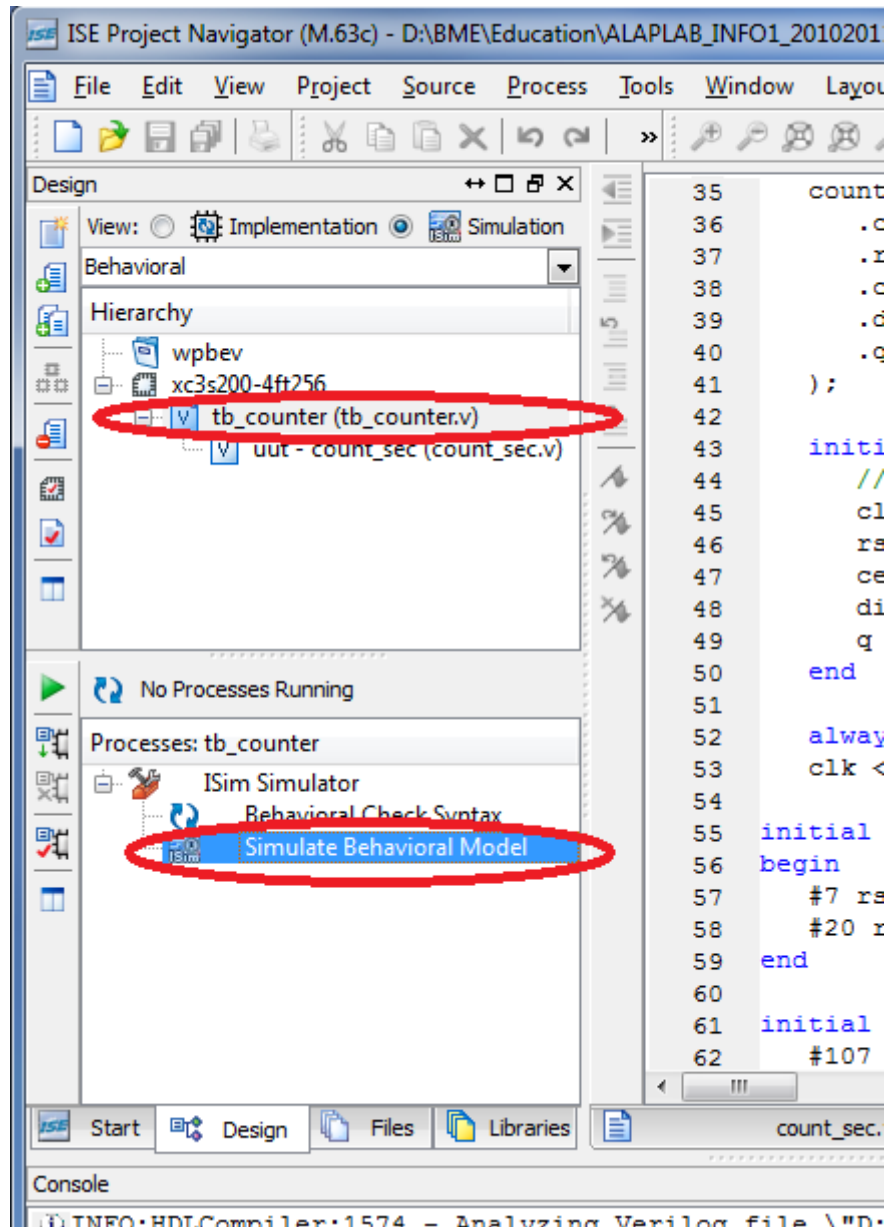 ISE Project Navigator (M.63c) - D:\BME\Education\ALAPLAB_INFO1_2010201
File Edit View Project Source Process Tools Window Layou
Design
View: Implementation Simulation
Behavioral
Hierarchy
wpbev
xc3s200-4ft256
tb_counter (tb_counter.v)
uut - count_sec (count_sec.v)
No Processes Running
Processes: tb_counter
ISim Simulator
Behavioral Check Syntax
Simulate Behavioral Model
35 count
36 .c
37 .r
38 .c
39 .d
40 .q
41 );
42
43 initi
44 //
45 cl
46 rs
47 ce
48 di
49 q
50 end
51
52 alway
53 clk <
54
55 initial
56 begin
57 #7 rs
58 #20 r
59 end
60
61 initial
62 #107
Start Design Files Libraries
count_sec.
Console
INFO:HDLCompiler:1574 - Analyzing Verilog file \"D: